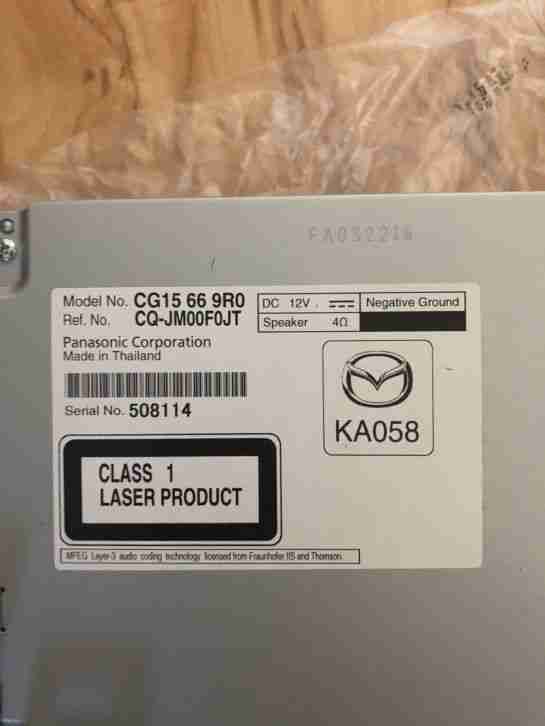 FA032216
Model No. CG15 66 9R0
Ref. No. CQ-JM00F0JT
DC 12V. Negative Ground
Speaker 4Ω
Panasonic Corporation
Made in Thailand
Serial No. 508114
KA058
CLASS 1
LASER PRODUCT
MPEG Layer-3 audio coding technology licensed from Fraunhofer IIS and Thomson.